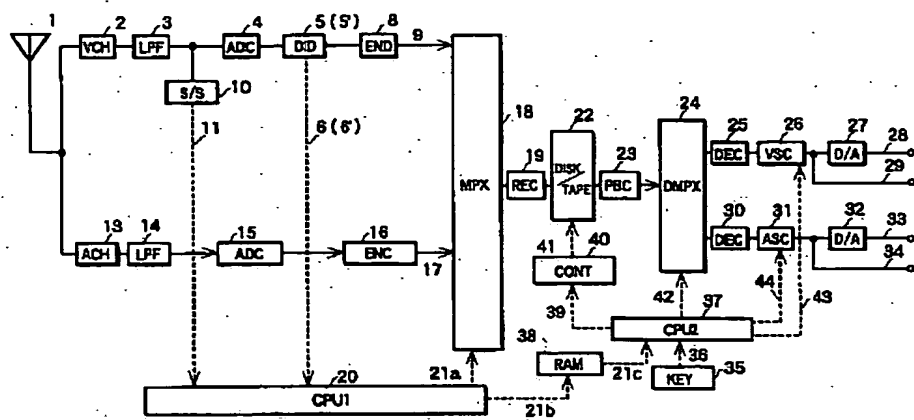 1 2 3 4 5 (5') 8
VCH LPF ADC DID END 9
S/S 10
11 6 (6')
18
MPX
19
REC
22
DISK
TAPE
23
PBC
24
DMPX
25 26 27
DEC VSC D/A 28
29
30 31 32
DEC ASC D/A 33
34
13 14 15 16
ACH LPF ADC ENC 17
41 40
CONT
39 42 44 43
37
CPU2
38
RAM
21c
36
KEY 35
20
CPU1
21a
21b